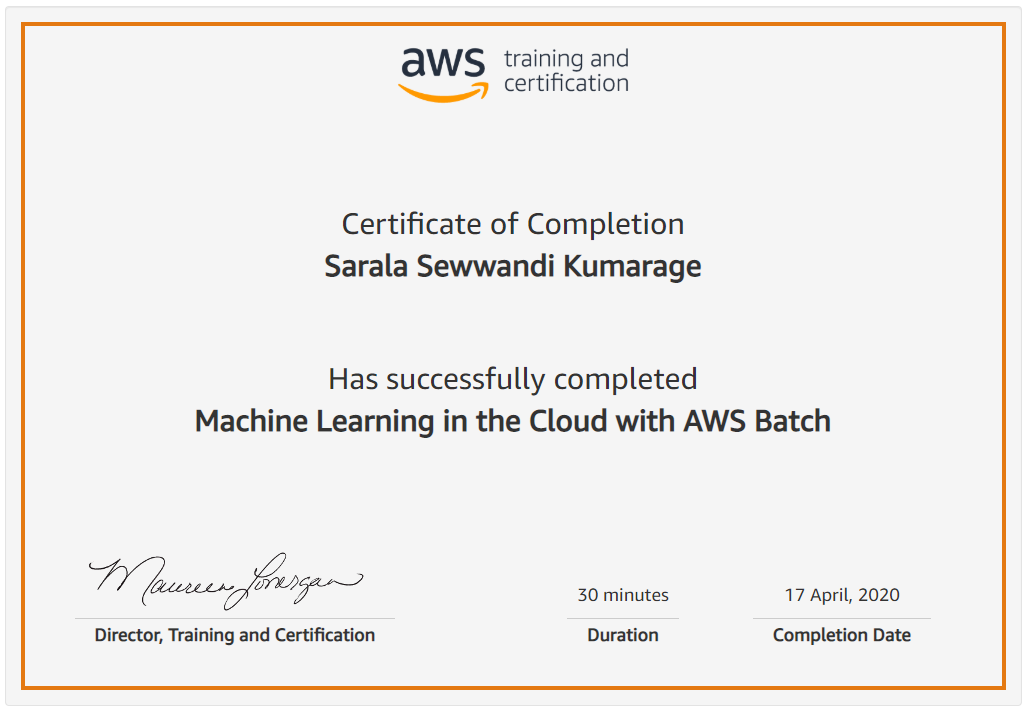 aws training and
certification
Certificate of Completion
Sarala Sewwandi Kumarage
Has successfully completed
Machine Learning in the Cloud with AWS Batch
Maureen Lonergan
30 minutes
17 April, 2020
Director, Training and Certification
Duration
Completion Date